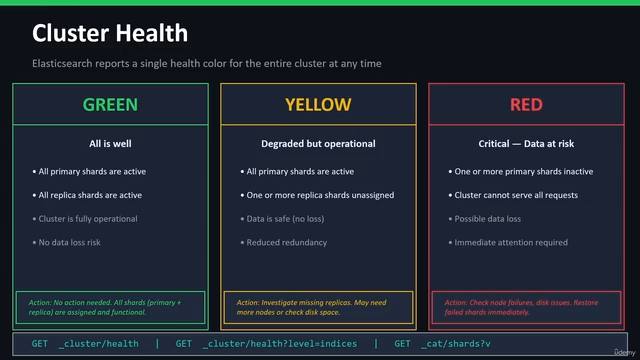 Cluster Health
Elasticsearch reports a single health color for the entire cluster at any time
GREEN
All is well
• All primary shards are active
• All replica shards are active
• Cluster is fully operational
• No data loss risk
Action: No action needed. All shards (primary +
replica) are assigned and functional.
YELLOW
Degraded but operational
• All primary shards are active
• One or more replica shards unassigned
• Data is safe (no loss)
• Reduced redundancy
Action: Investigate missing replicas. May need
more nodes or check disk space.
RED
Critical — Data at risk
• One or more primary shards inactive
• Cluster cannot serve all requests
• Possible data loss
• Immediate attention required
Action: Check node failures, disk issues. Restore
failed shards immediately.
GET _cluster/health | GET _cluster/health?level=indices | GET _cat/shards?v
ûdemy